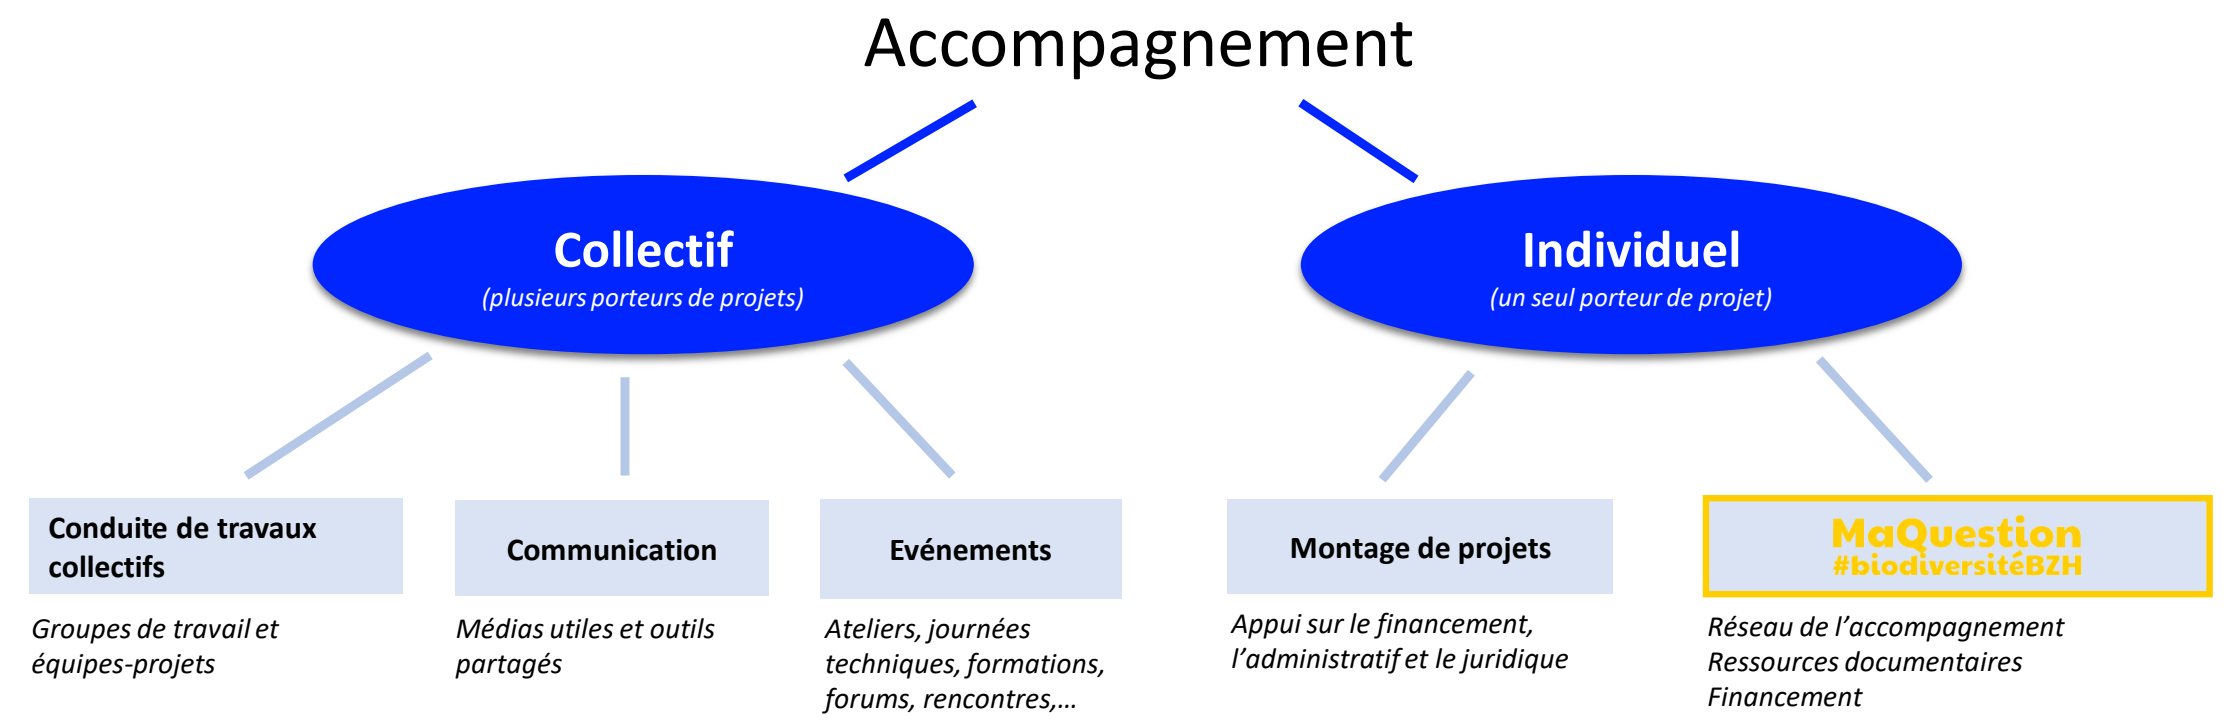 Accompagnement
Collectif
(plusieurs porteurs de projets)
Individuel
(un seul porteur de projet)
Conduite de travaux
collectifs
Groupes de travail et
équipes-projets
Communication
Médias utiles et outils
partagés
Evénements
Ateliers, journées
techniques, formations,
forums, rencontres,...
Montage de projets
Appui sur le financement,
l’administratif et le juridique
MaQuestion
#biodiversitéBZH
Réseau de l’accompagnement
Ressources documentaires
Financement